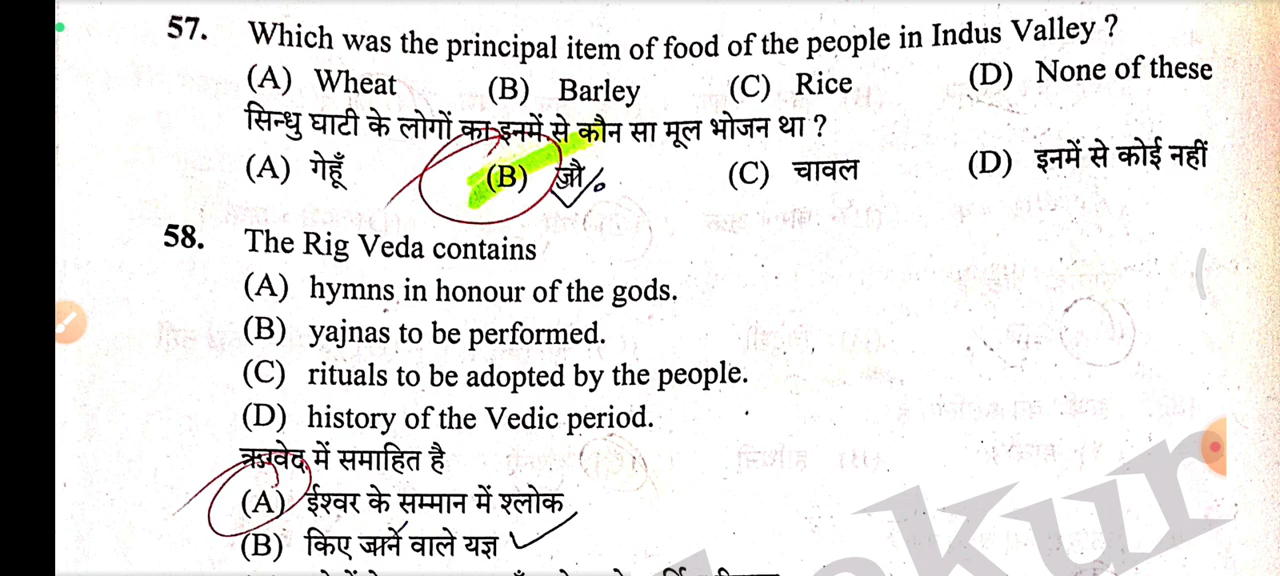 57. Which was the principal item of food of the people in Indus Valley ?
(A) Wheat (B) Barley (C) Rice (D) None of these
सिन्धु घाटी के लोगों का इनमें से कौन सा मूल भोजन था ?
(A) गेहूँ (B) जौ (C) चावल (D) इनमें से कोई नहीं
58. The Rig Veda contains
(A) hymns in honour of the gods.
(B) yajnas to be performed.
(C) rituals to be adopted by the people.
(D) history of the Vedic period.
ऋग्वेद में समाहित है
(A) ईश्वर के सम्मान में श्लोक
(B) किए जाने वाले यज्ञ